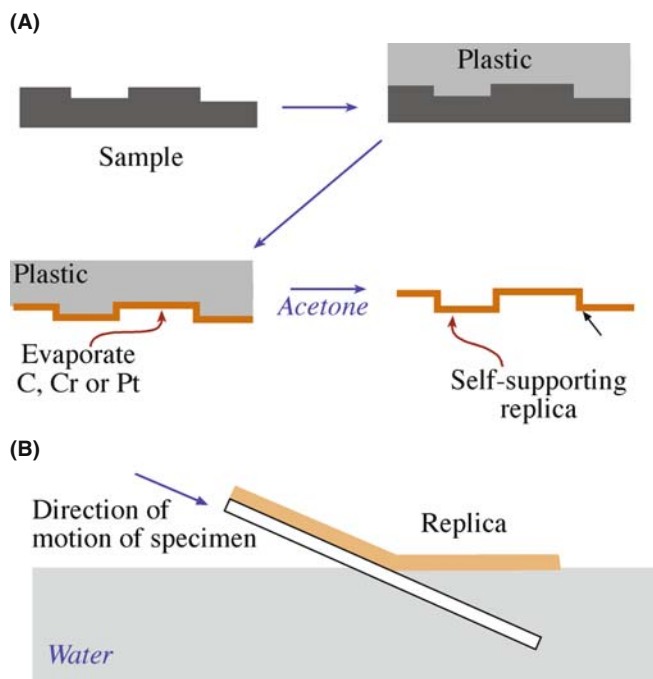 (A)
Plastic
Sample
Plastic
Acetone
Evaporate
C, Cr or Pt
Self-supporting
replica
(B)
Direction of
motion of specimen
Replica
Water